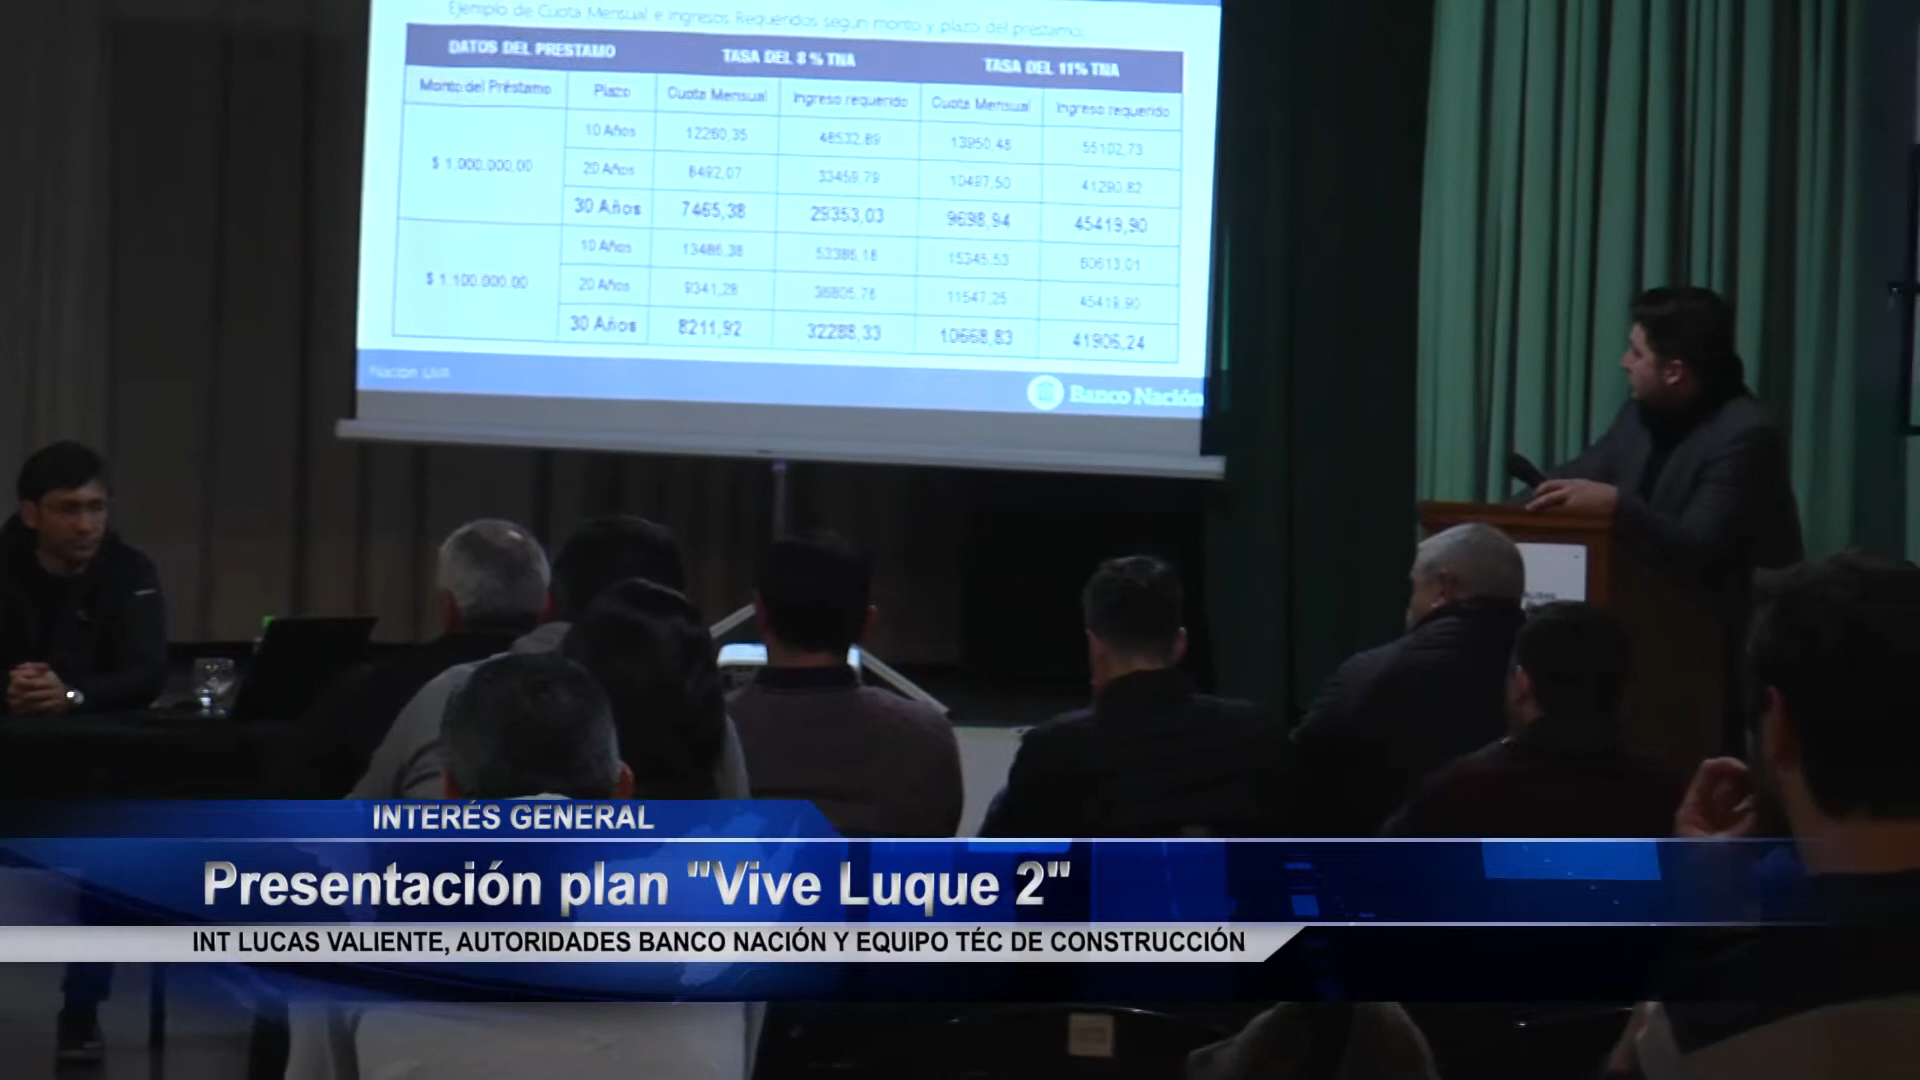 Ejemplo de Cuota Mensual e Ingresos Requeridos según monto y plazo del préstamo:
DATOS DEL PRESTAMO TASA DEL 8 % TNA TASA DEL 11% TNA
Monto del Préstamo Plazo Cuota Mensual Ingreso requerido Cuota Mensual Ingreso requerido
10 Años 12260,35 48532,89 13950,48 55102,73
$ 1.000.000,00 20 Años 8492,07 33459,79 10497,50 41290,82
30 Años 7465,38 29353,03 9698,94 45419,90
10 Años 13486,38 53386,18 15345,53 60613,01
$ 1.100.000,00 20 Años 9341,28 36805,76 11547,25 45419,90
30 Años 8211,92 32288,33 10668,83 41906,24
Nación UVA
Banco Nación
INTERÉS GENERAL
Presentación plan "Vive Luque 2"
INT LUCAS VALIENTE, AUTORIDADES BANCO NACIÓN Y EQUIPO TÉC DE CONSTRUCCIÓN